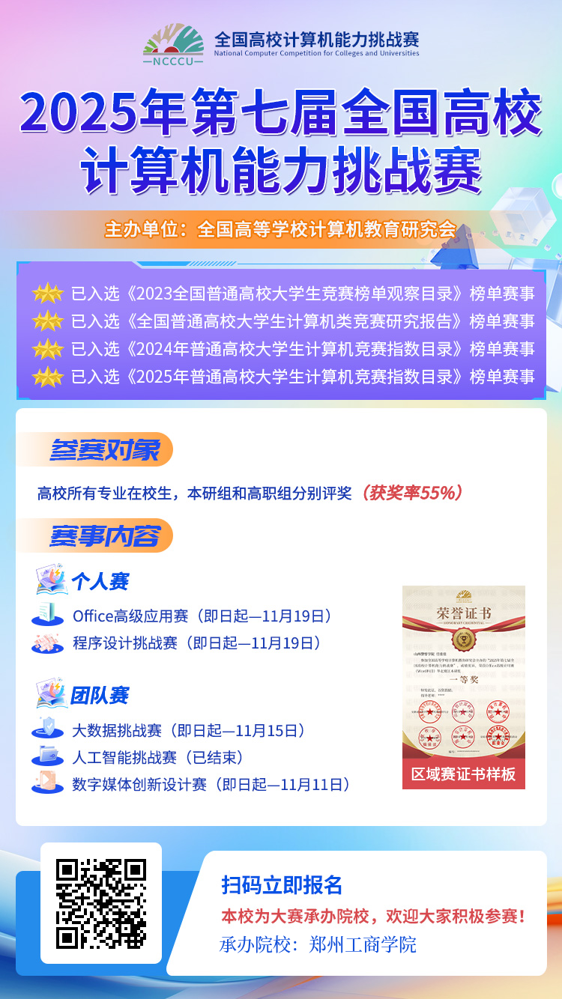 全国高校计算机能力挑战赛
National Computer Competition for Colleges and Universities
NCCCU
2025年第七届全国高校
计算机能力挑战赛
主办单位：全国高等学校计算机教育研究会
已入选《2023全国普通高校大学生竞赛榜单观察目录》榜单赛事
已入选《全国普通高校大学生计算机类竞赛研究报告》榜单赛事
已入选《2024年普通高校大学生计算机竞赛指数目录》榜单赛事
已入选《2025年普通高校大学生计算机竞赛指数目录》榜单赛事
参赛对象
高校所有专业在校生，本研组和高职组分别评奖（获奖率55%）
赛事内容
个人赛
Office高级应用赛（即日起—11月19日）
程序设计挑战赛（即日起—11月19日）
团队赛
大数据挑战赛（即日起—11月15日）
人工智能挑战赛（已结束）
数字媒体创新设计赛（即日起—11月11日）
荣誉证书
HONORARY CREDENTIAL
一等奖
区域赛证书样板
扫码立即报名
本校为大赛承办院校，欢迎大家积极参赛！
承办院校：郑州工商学院